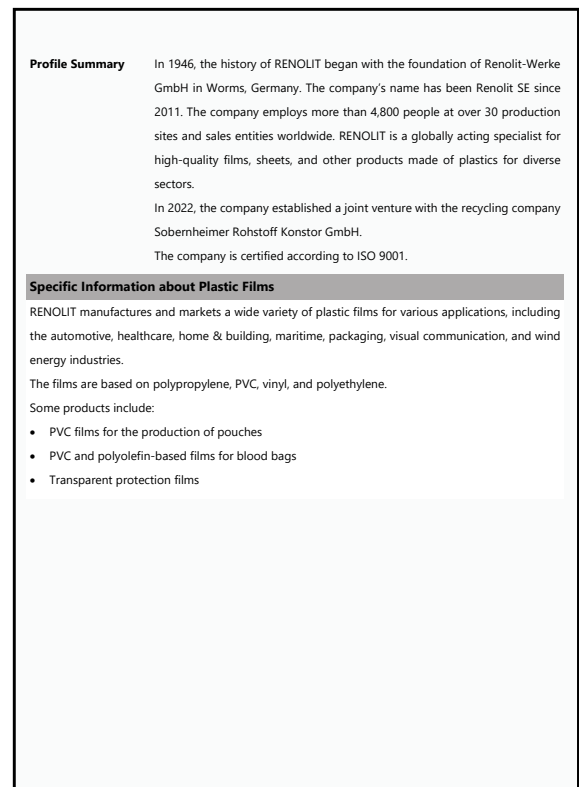 Profile Summary In 1946, the history of RENOLIT began with the foundation of Renolit-Werke
GmbH in Worms, Germany. The company’s name has been Renolit SE since
2011. The company employs more than 4,800 people at over 30 production
sites and sales entities worldwide. RENOLIT is a globally acting specialist for
high-quality films, sheets, and other products made of plastics for diverse
sectors.
In 2022, the company established a joint venture with the recycling company
Sobernheimer Rohstoff Konstor GmbH.
The company is certified according to ISO 9001.
Specific Information about Plastic Films
RENOLIT manufactures and markets a wide variety of plastic films for various applications, including
the automotive, healthcare, home & building, maritime, packaging, visual communication, and wind
energy industries.
The films are based on polypropylene, PVC, vinyl, and polyethylene.
Some products include:
• PVC films for the production of pouches
• PVC and polyolefin-based films for blood bags
• Transparent protection films